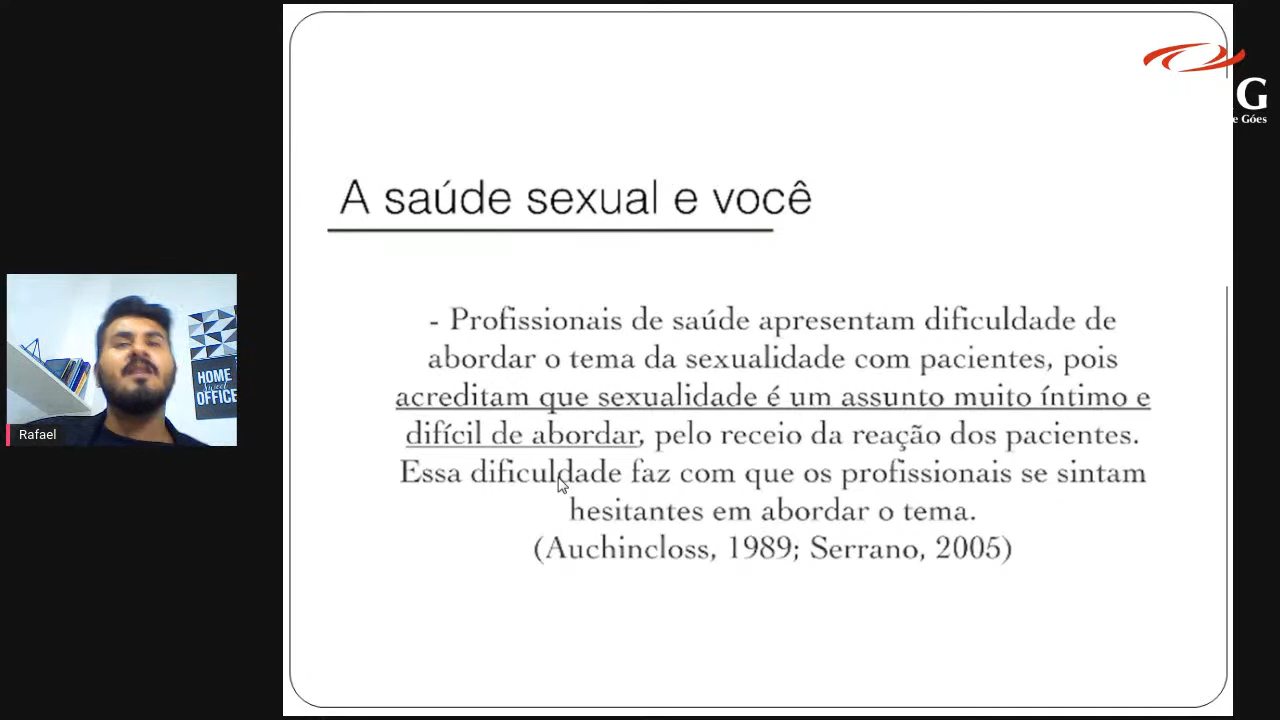 A saúde sexual e você
- Profissionais de saúde apresentam dificuldade de
abordar o tema da sexualidade com pacientes, pois
acreditam que sexualidade é um assunto muito íntimo e
difícil de abordar, pelo receio da reação dos pacientes.
Essa dificuldade faz com que os profissionais se sintam
hesitantes em abordar o tema.
(Auchincloss, 1989; Serrano, 2005)
G
e Góes
HOME
Sweet
OFFICE
Rafael